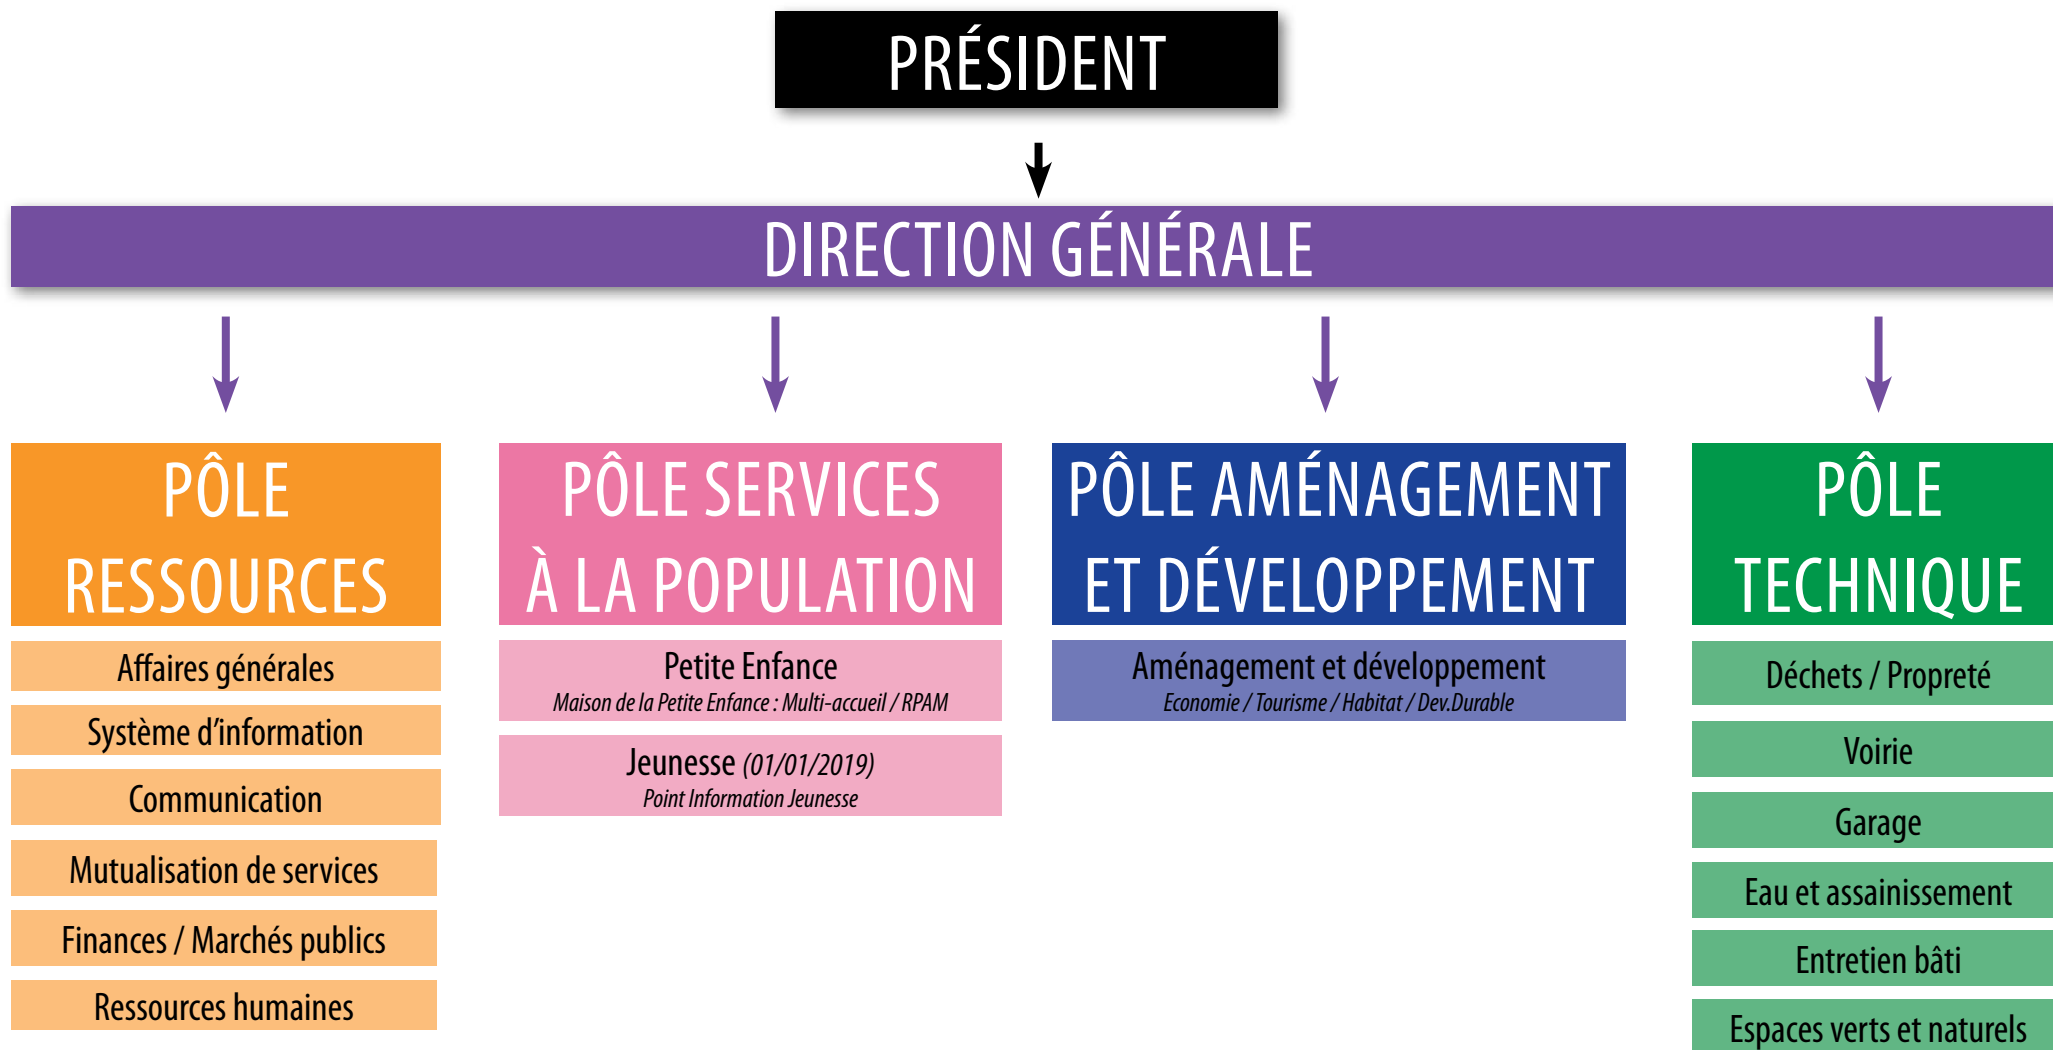 PRÉSIDENT
DIRECTION GÉNÉRALE
PÔLE
RESSOURCES
Affaires générales
Système d'information
Communication
Mutualisation de services
Finances / Marchés publics
Ressources humaines
PÔLE SERVICES
À LA POPULATION
Petite Enfance
Maison de la Petite Enfance : Multi-accueil / RPAM
Jeunesse (01/01/2019)
Point Information Jeunesse
PÔLE AMÉNAGEMENT
ET DÉVELOPPEMENT
Aménagement et développement
Economie / Tourisme / Habitat / Dev.Durable
PÔLE
TECHNIQUE
Déchets / Propreté
Voirie
Garage
Eau et assainissement
Entretien bâti
Espaces verts et naturels